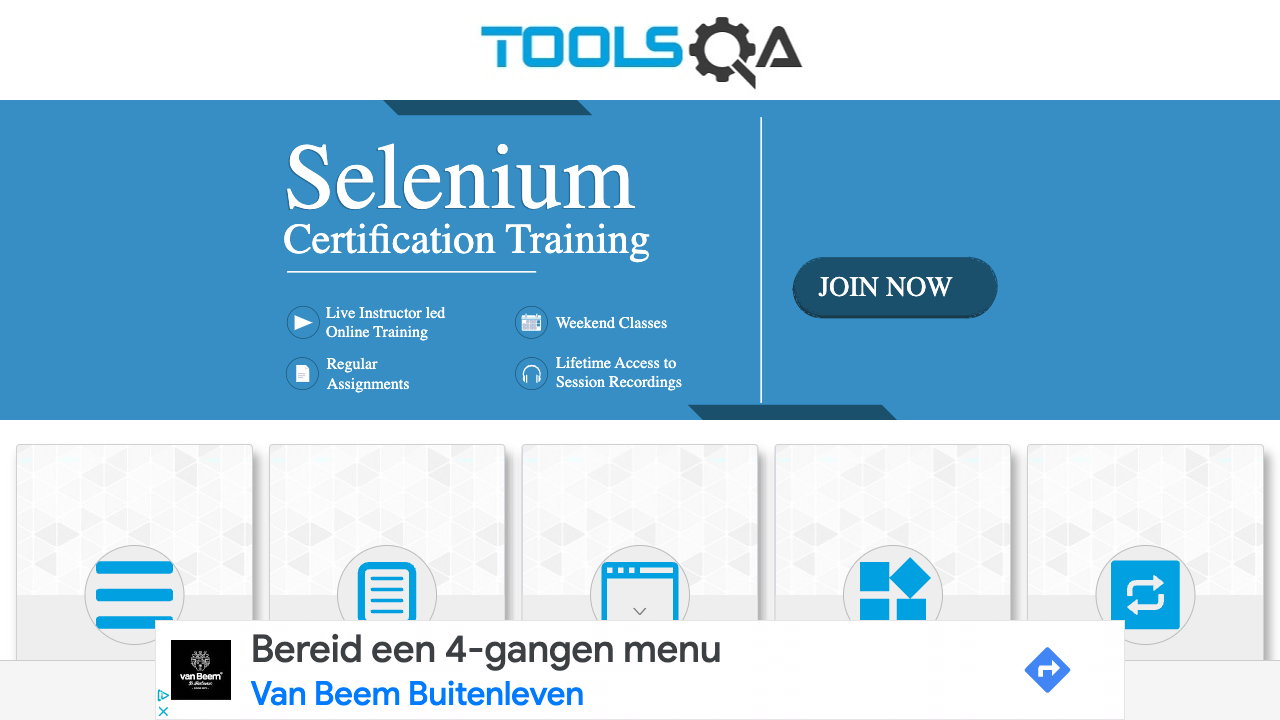 TOOLSQA
Selenium
Certification Training
JOIN NOW
Live Instructor led
Online Training
Weekend Classes
Regular
Assignments
Lifetime Access to
Session Recordings
Bereid een 4-gangen menu
van Beem
Van Beem Buitenleven